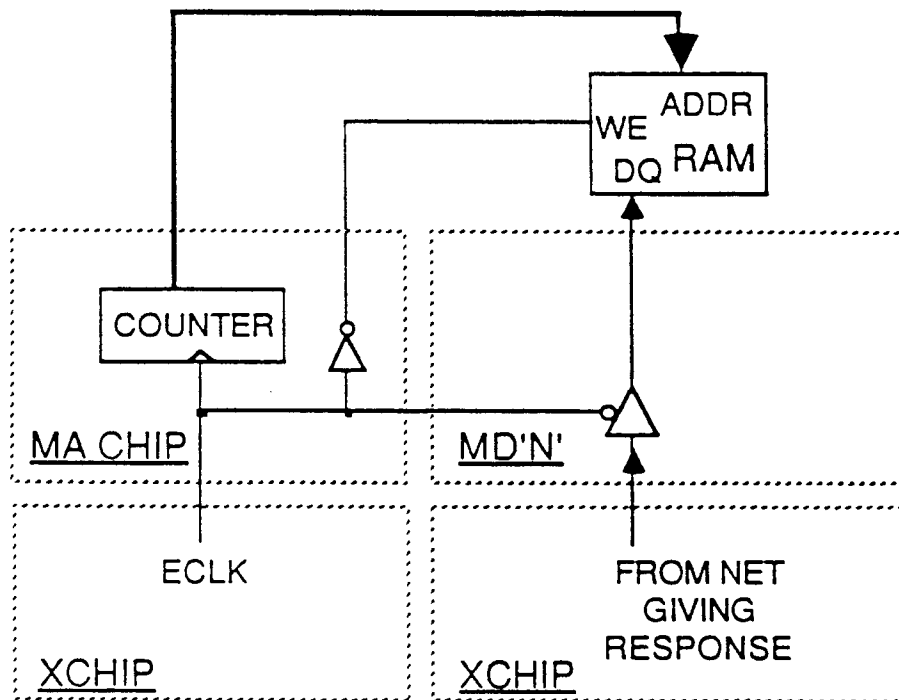 ADDR
WE
DQ RAM
COUNTER
MA CHIP
MD'N'
ECLK
FROM NET
GIVING
RESPONSE
XCHIP
XCHIP